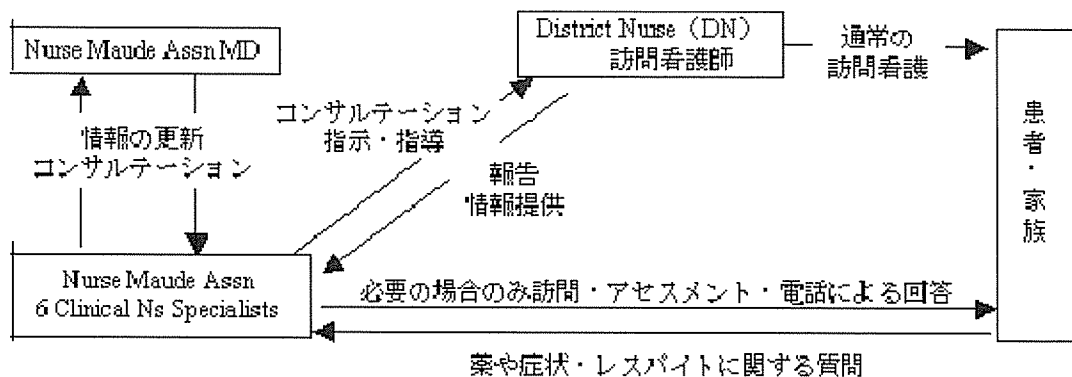 Nurse Maude Assn MD
District Nurse (DN)
訪問看護師
通常の
訪問看護
患者・家族
情報の更新
コンサルテーション
コンサルテーション
指示・指導
報告
情報提供
Nurse Maude Assn
6 Clinical Ns Specialists
必要の場合のみ訪問・アセスメント・電話による回答
薬や症状・レスパイトに関する質問